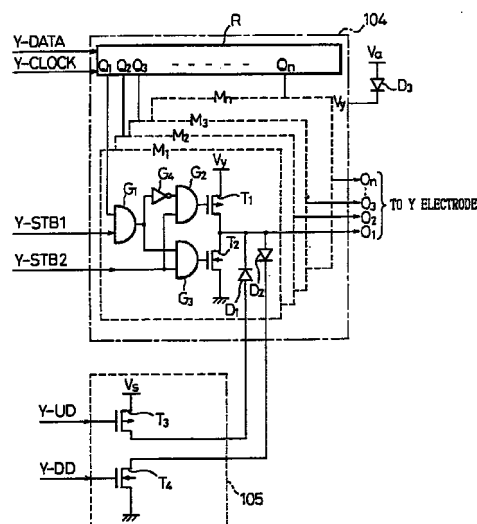 R
104
Y-DATA
Y-CLOCK
Q1 Q2 Q3 - - - - - Qn
Va
D3
Vy
Mn
M3
M2
M1
Vy
G1
G4
G2
T1
Y-STB1
T2
Y-STB2
G3
D1
D2
On
O3
O2
O1
TO Y ELECTRODE
Vs
Y-UD
T3
Y-DD
T4
105